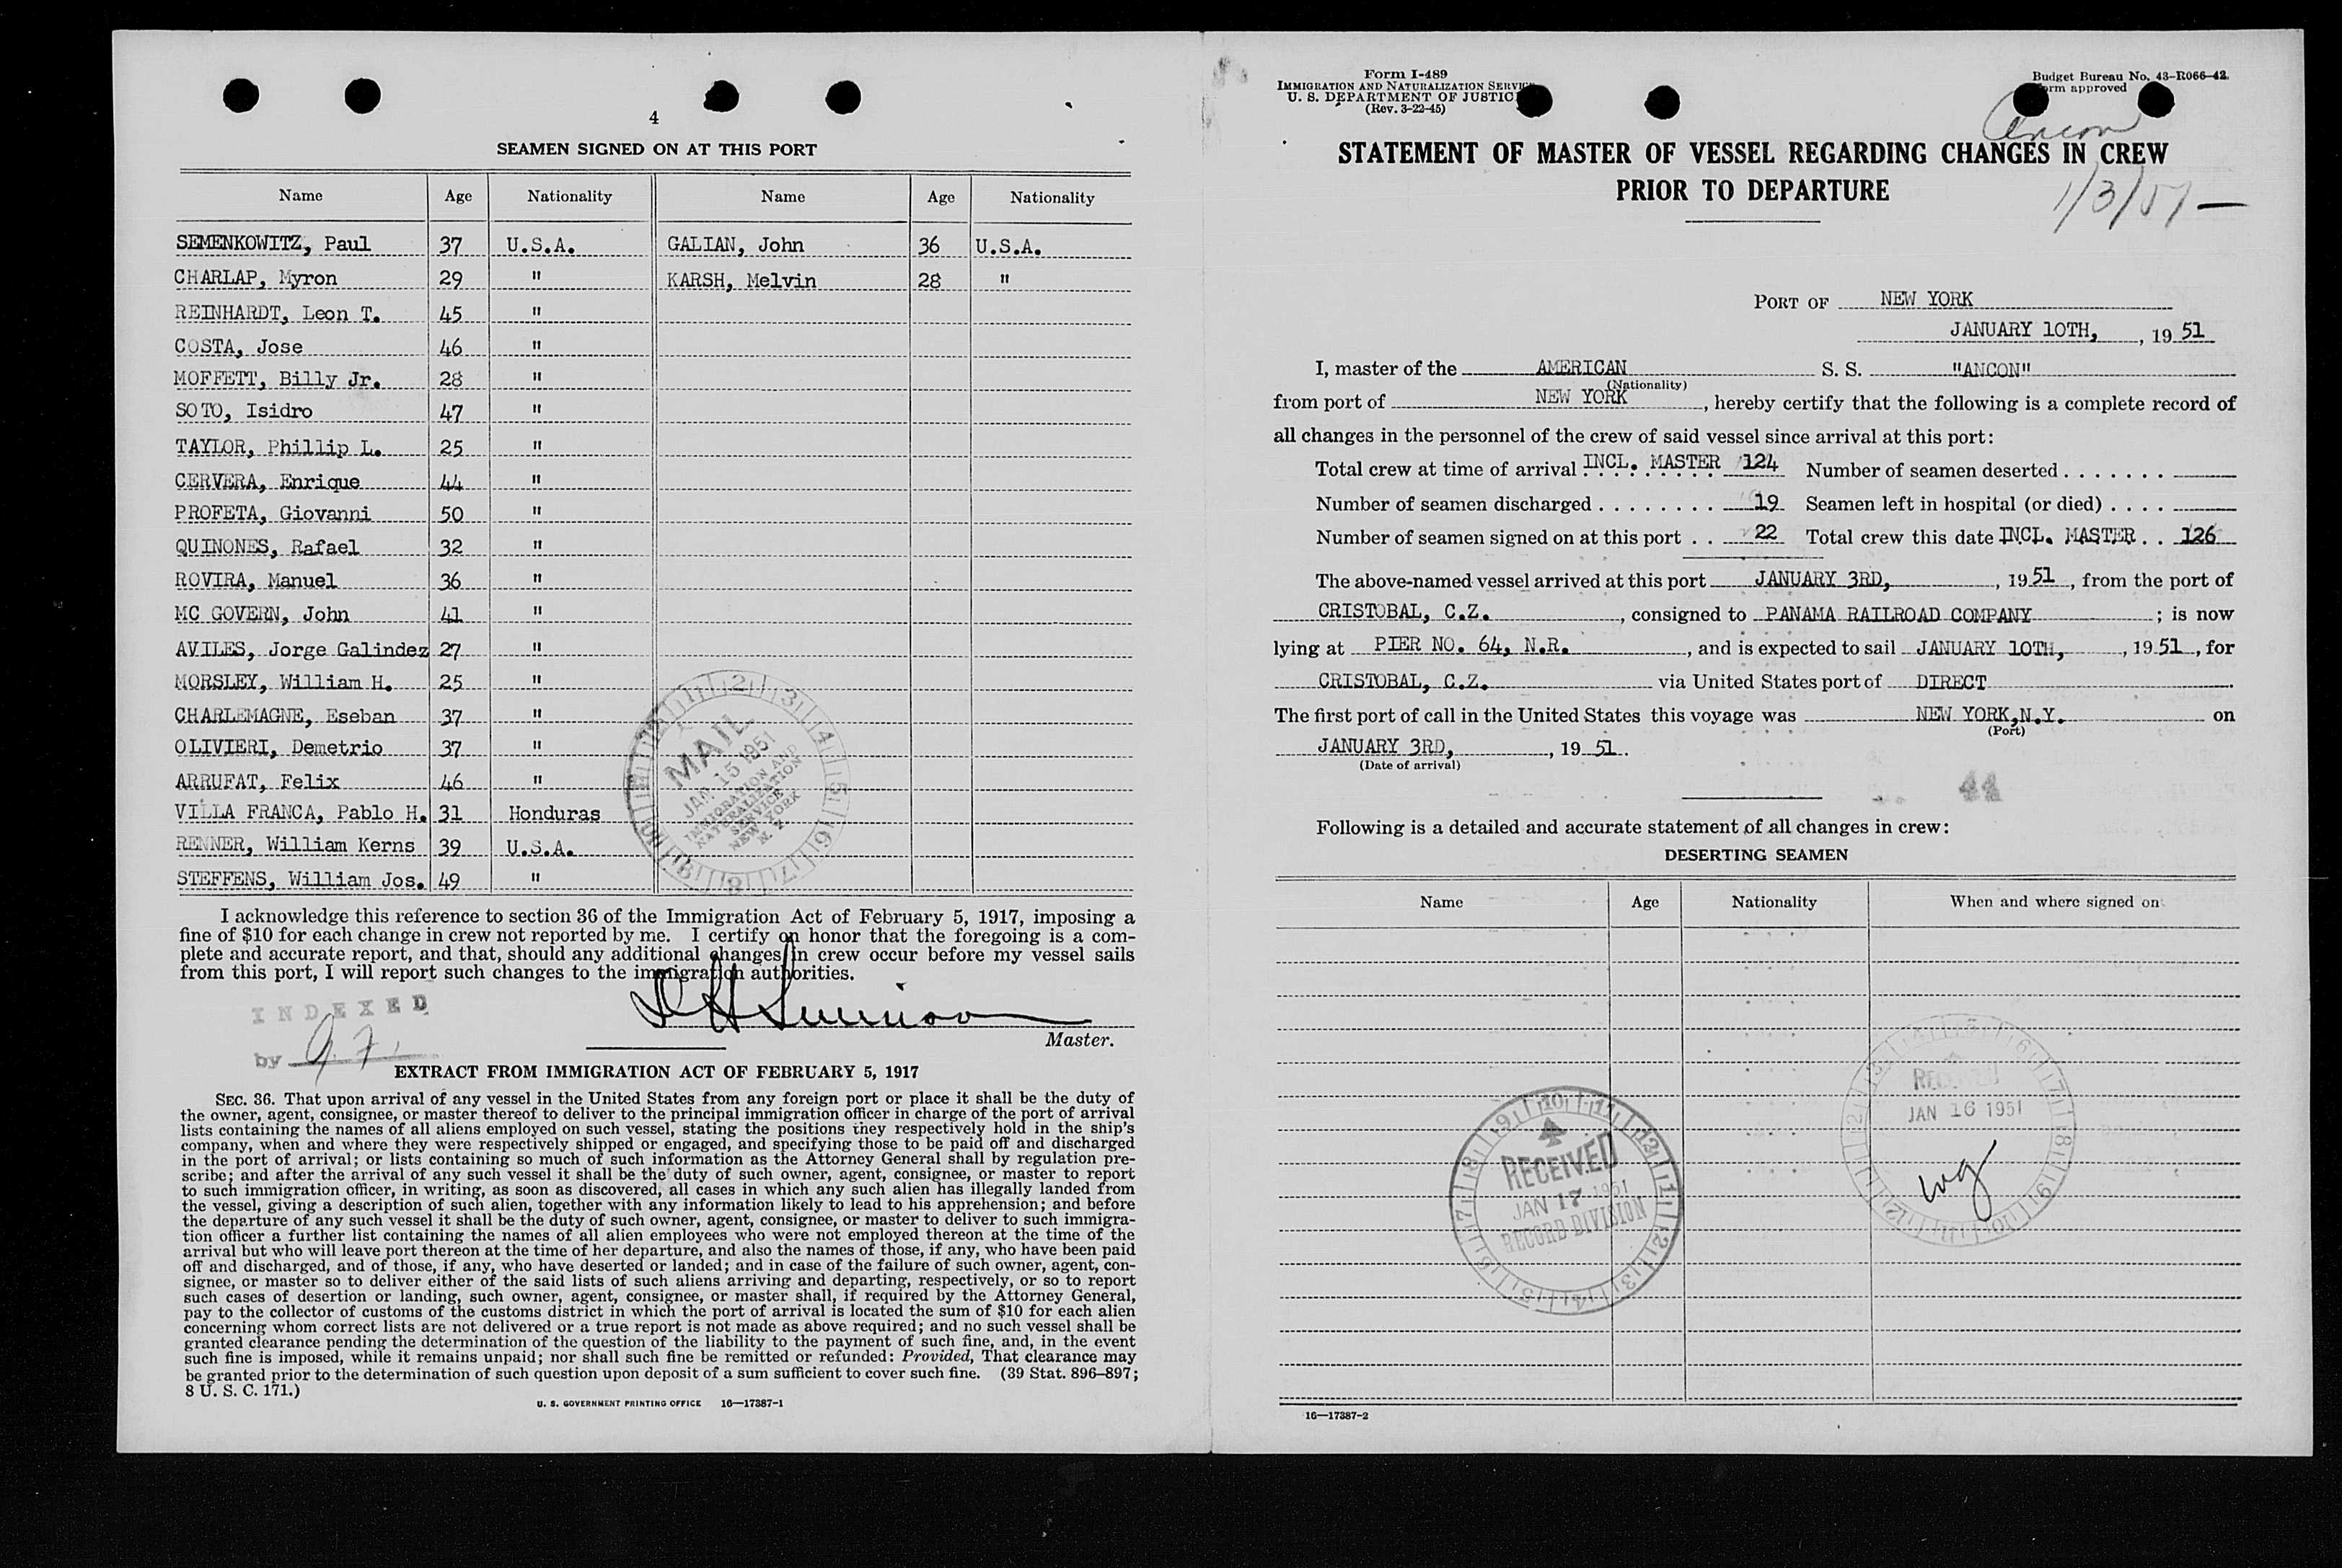 4
SEAMEN SIGNED ON AT THIS PORT
Name Age Nationality Name Age Nationality
SEMENKOWITZ, Paul 37 U.S.A. GALIAN, John 36 U.S.A.
CHARLAP, Myron 29 " KARSH, Melvin 28 "
REINHARDT, Leon T. 45 "
COSTA, Jose 46 "
MOFFETT, Billy Jr. 28 "
SOTO, Isidro 47 "
TAYLOR, Phillip L. 25 "
CERVERA, Enrique 44 "
PROFETA, Giovanni 50 "
QUINONES, Rafael 32 "
ROVIRA, Manuel 36 "
MC GOVERN, John 41 "
AVILES, Jorge Galindez 27 "
MORSLEY, William H. 25 "
CHARLEMAGNE, Eseban 37 "
OLIVIERI, Demetrio 37 "
ARRUFAT, Felix 46 "
VILLA FRANCA, Pablo H. 31 Honduras
RENNER, William Kerns 39 U.S.A.
STEFFENS, William Jos. 49 "
MAIL
JAN 15 1951
IMMIGRATION AND
NATURALIZATION
SERVICE
NEW YORK
N. Y.
I acknowledge this reference to section 36 of the Immigration Act of February 5, 1917, imposing a
fine of $10 for each change in crew not reported by me. I certify on honor that the foregoing is a com-
plete and accurate report, and that, should any additional changes in crew occur before my vessel sails
from this port, I will report such changes to the immigration authorities.
INDEXED
by
Master.
EXTRACT FROM IMMIGRATION ACT OF FEBRUARY 5, 1917
SEC. 36. That upon arrival of any vessel in the United States from any foreign port or place it shall be the duty of
the owner, agent, consignee, or master thereof to deliver to the principal immigration officer in charge of the port of arrival
lists containing the names of all aliens employed on such vessel, stating the positions they respectively hold in the ship's
company, when and where they were respectively shipped or engaged, and specifying those to be paid off and discharged
in the port of arrival; or lists containing so much of such information as the Attorney General shall by regulation pre-
scribe; and after the arrival of any such vessel it shall be the duty of such owner, agent, consignee, or master to report
to such immigration officer, in writing, as soon as discovered, all cases in which any such alien has illegally landed from
the vessel, giving a description of such alien, together with any information likely to lead to his apprehension; and before
the departure of any such vessel it shall be the duty of such owner, agent, consignee, or master to deliver to such immigra-
tion officer a further list containing the names of all alien employees who were not employed thereon at the time of the
arrival but who will leave port thereon at the time of her departure, and also the names of those, if any, who have been paid
off and discharged, and of those, if any, who have deserted or landed; and in case of the failure of such owner, agent, con-
signee, or master so to deliver either of the said lists of such aliens arriving and departing, respectively, or so to report
such cases of desertion or landing, such owner, agent, consignee, or master shall, if required by the Attorney General,
pay to the collector of customs of the customs district in which the port of arrival is located the sum of $10 for each alien
concerning whom correct lists are not delivered or a true report is not made as above required; and no such vessel shall be
granted clearance pending the determination of the question of the liability to the payment of such fine, and, in the event
such fine is imposed, while it remains unpaid; nor shall such fine be remitted or refunded: Provided, That clearance may
be granted prior to the determination of such question upon deposit of a sum sufficient to cover such fine. (39 Stat. 896–897;
8 U. S. C. 171.)
U. S. GOVERNMENT PRINTING OFFICE 16—17387-1
Form I-489
IMMIGRATION AND NATURALIZATION SERVICE
U. S. DEPARTMENT OF JUSTICE
(Rev. 3-22-45)
Budget Bureau No. 43-R066-42.
Form approved
Ancon
STATEMENT OF MASTER OF VESSEL REGARDING CHANGES IN CREW
PRIOR TO DEPARTURE
1/3/51 —
PORT OF NEW YORK
JANUARY 10TH, , 19 51
I, master of the AMERICAN S. S. "ANCON"
(Nationality)
from port of NEW YORK , hereby certify that the following is a complete record of
all changes in the personnel of the crew of said vessel since arrival at this port:
Total crew at time of arrival INCL. MASTER 124 Number of seamen deserted . . . . . . .
Number of seamen discharged . . . . . . . . 19 Seamen left in hospital (or died) . . . .
Number of seamen signed on at this port . . 22 Total crew this date INCL. MASTER . . 126
The above-named vessel arrived at this port JANUARY 3RD, , 19 51 , from the port of
CRISTOBAL, C.Z. , consigned to PANAMA RAILROAD COMPANY ; is now
lying at PIER NO. 64, N.R. , and is expected to sail JANUARY 10TH, , 19 51 , for
CRISTOBAL, C.Z. via United States port of DIRECT .
The first port of call in the United States this voyage was NEW YORK,N.Y. on
(Port)
JANUARY 3RD, , 19 51 .
(Date of arrival)
44
Following is a detailed and accurate statement of all changes in crew:
DESERTING SEAMEN
Name Age Nationality When and where signed on
RECEIVED
JAN 16 1951
wg
RECEIVED
JAN 17 1951
RECORD DIVISION
16—17387-2